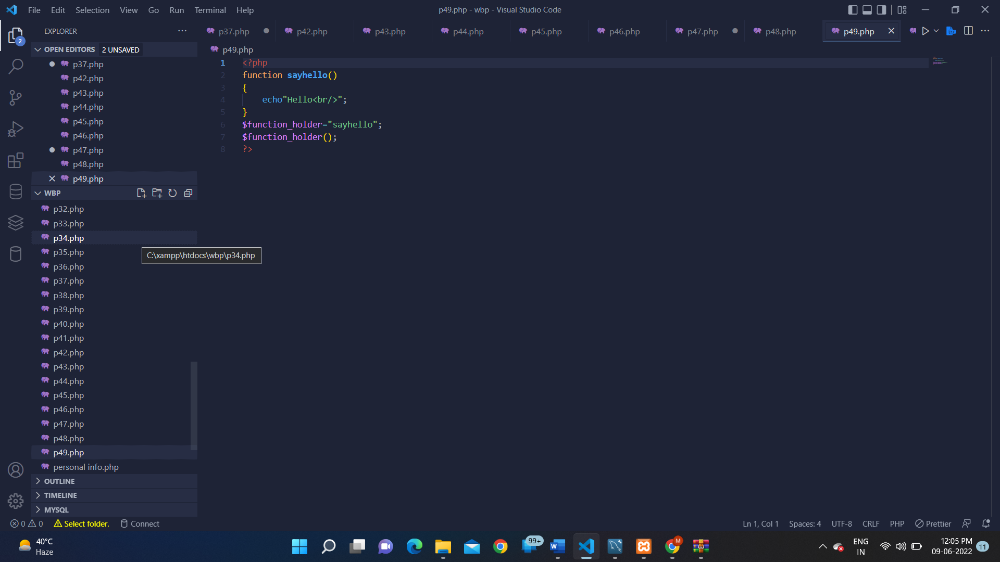 File Edit Selection View Go Run Terminal Help
p49.php - wbp - Visual Studio Code
EXPLORER
p37.php p42.php p43.php p44.php p45.php p46.php p47.php p48.php p49.php
2
OPEN EDITORS 2 UNSAVED
p37.php
p42.php
p43.php
p44.php
p45.php
p46.php
p47.php
p48.php
p49.php
WBP
p32.php
p33.php
p34.php
p35.php
p36.php
p37.php
p38.php
p39.php
p40.php
p41.php
p42.php
p43.php
p44.php
p45.php
p46.php
p47.php
p48.php
p49.php
personal info.php
OUTLINE
TIMELINE
MYSQL
C:\xampp\htdocs\wbp\p34.php
p49.php
1 <?php
2 function sayhello()
3 {
4 echo"Hello<br/>";
5 }
6 $function_holder="sayhello";
7 $function_holder();
8 ?>
0 0 Select folder. Connect
Ln 1, Col 1 Spaces: 4 UTF-8 CRLF PHP Prettier
40°C
Haze
99+
W
M
ENG
IN
12:05 PM
09-06-2022
11